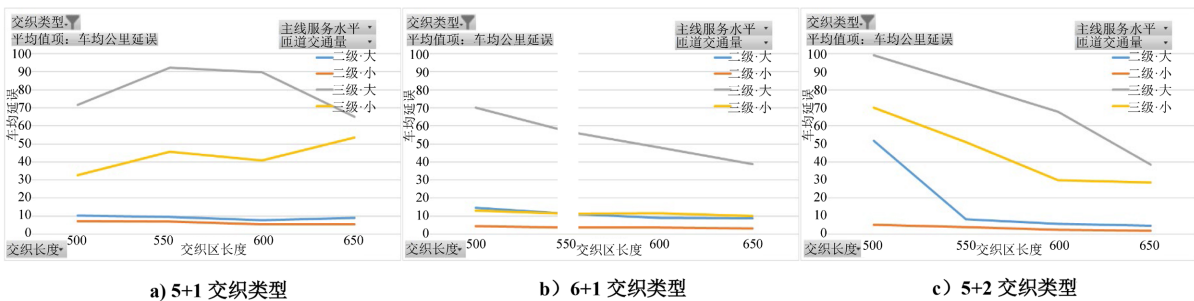 交织类型
平均值项：车均公里延误
主线服务水平
匝道交通量
二级·大
二级·小
三级·大
三级·小
车均延误
100
90
80
70
60
50
40
30
20
10
0
500
550
600
650
交织长度
交织区长度
a) 5+1 交织类型
交织类型
平均值项：车均公里延误
主线服务水平
匝道交通量
二级·大
二级·小
三级·大
三级·小
车均延误
100
90
80
70
60
50
40
30
20
10
0
500
550
600
650
交织长度
交织区长度
b）6+1 交织类型
交织类型
平均值项：车均公里延误
主线服务水平
匝道交通量
二级·大
二级·小
三级·大
三级·小
车均延误
100
90
80
70
60
50
40
30
20
10
0
500
550
600
650
交织长度
交织区长度
c）5+2 交织类型